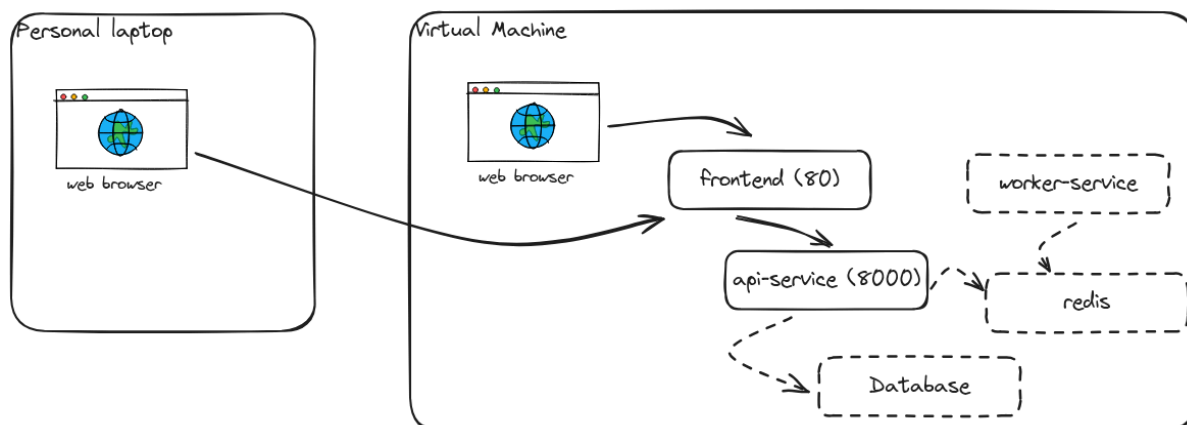 Personal laptop
web browser
Virtual Machine
web browser
frontend (80)
worker-service
api-service (8000)
redis
Database